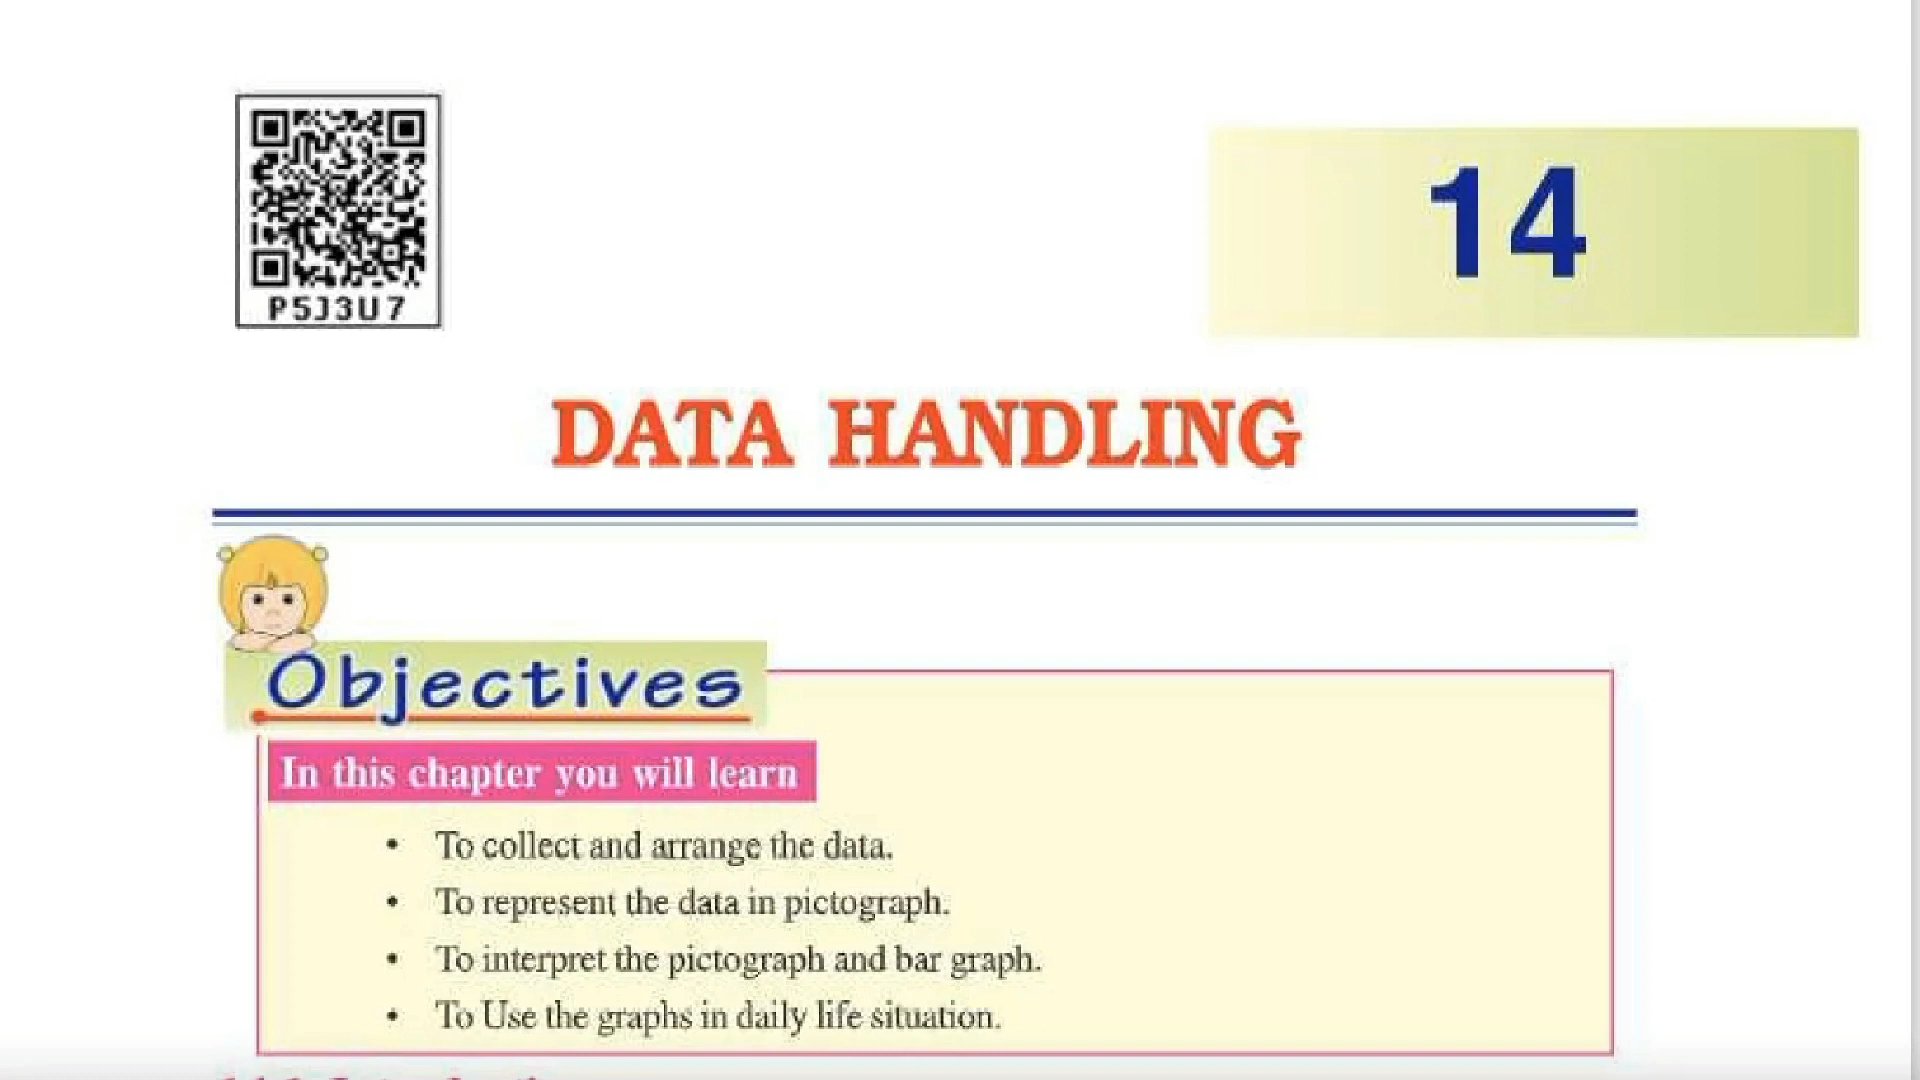 P5J3U7
14
DATA HANDLING
Objectives
In this chapter you will learn
• To collect and arrange the data.
• To represent the data in pictograph.
• To interpret the pictograph and bar graph.
• To Use the graphs in daily life situation.